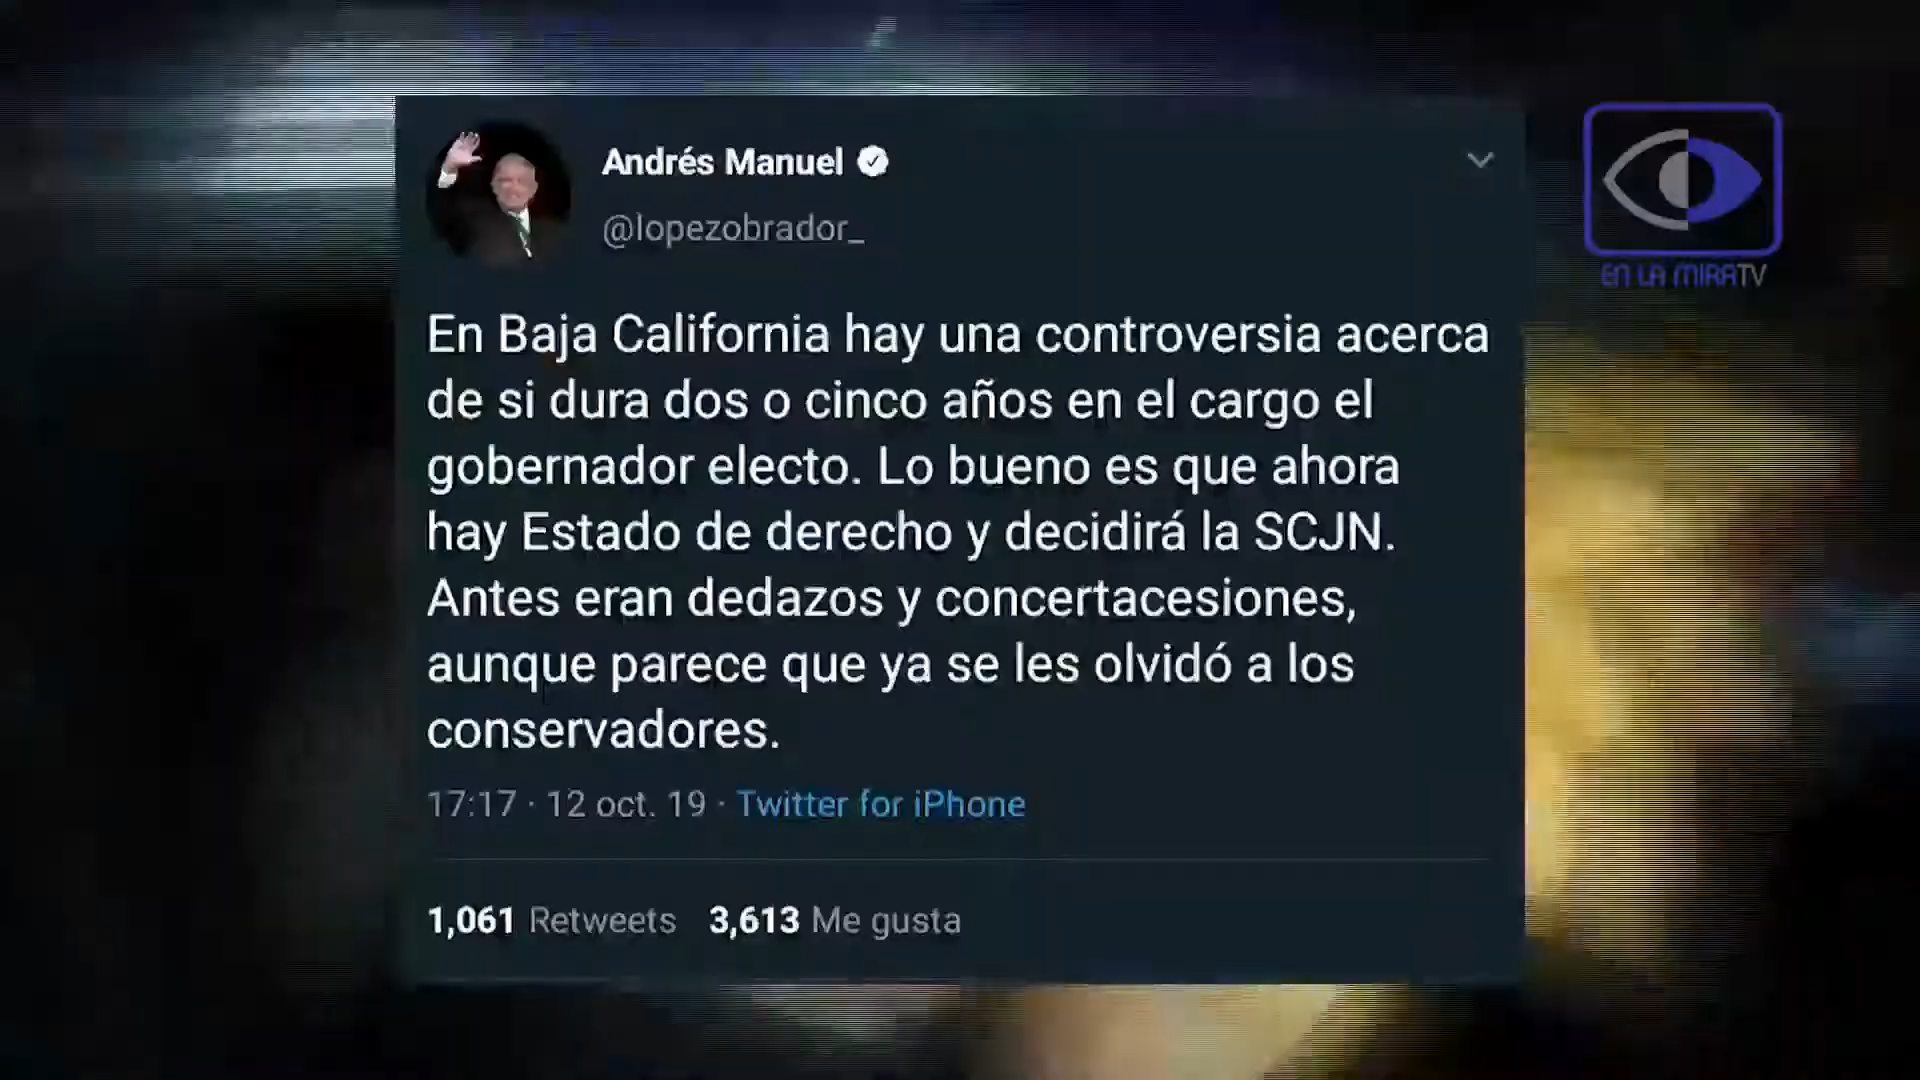 Andrés Manuel
@lopezobrador_
EN LA MIRATV
En Baja California hay una controversia acerca
de si dura dos o cinco años en el cargo el
gobernador electo. Lo bueno es que ahora
hay Estado de derecho y decidirá la SCJN.
Antes eran dedazos y concertacesiones,
aunque parece que ya se les olvidó a los
conservadores.
17:17 · 12 oct. 19 · Twitter for iPhone
1,061 Retweets 3,613 Me gusta